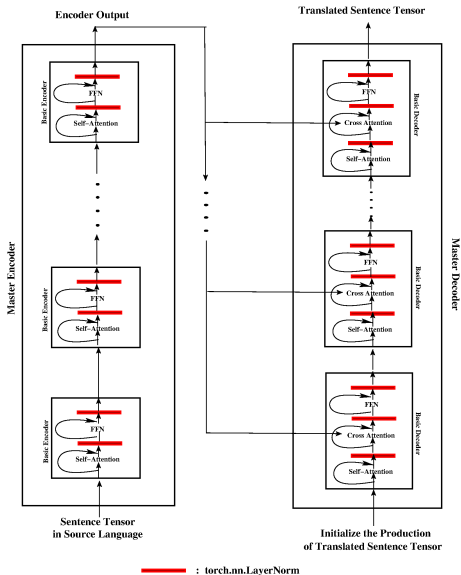 Encoder Output
Translated Sentence Tensor
Master Encoder
Basic Encoder
FFN
Self-Attention
Basic Encoder
FFN
Self-Attention
Basic Encoder
FFN
Self-Attention
Sentence Tensor
in Source Language
Master Decoder
Basic Decoder
FFN
Cross Attention
Self-Attention
Basic Decoder
FFN
Cross Attention
Self-Attention
Basic Decoder
FFN
Cross Attention
Self-Attention
Initialize the Production
of Translated Sentence Tensor
: torch.nn.LayerNorm